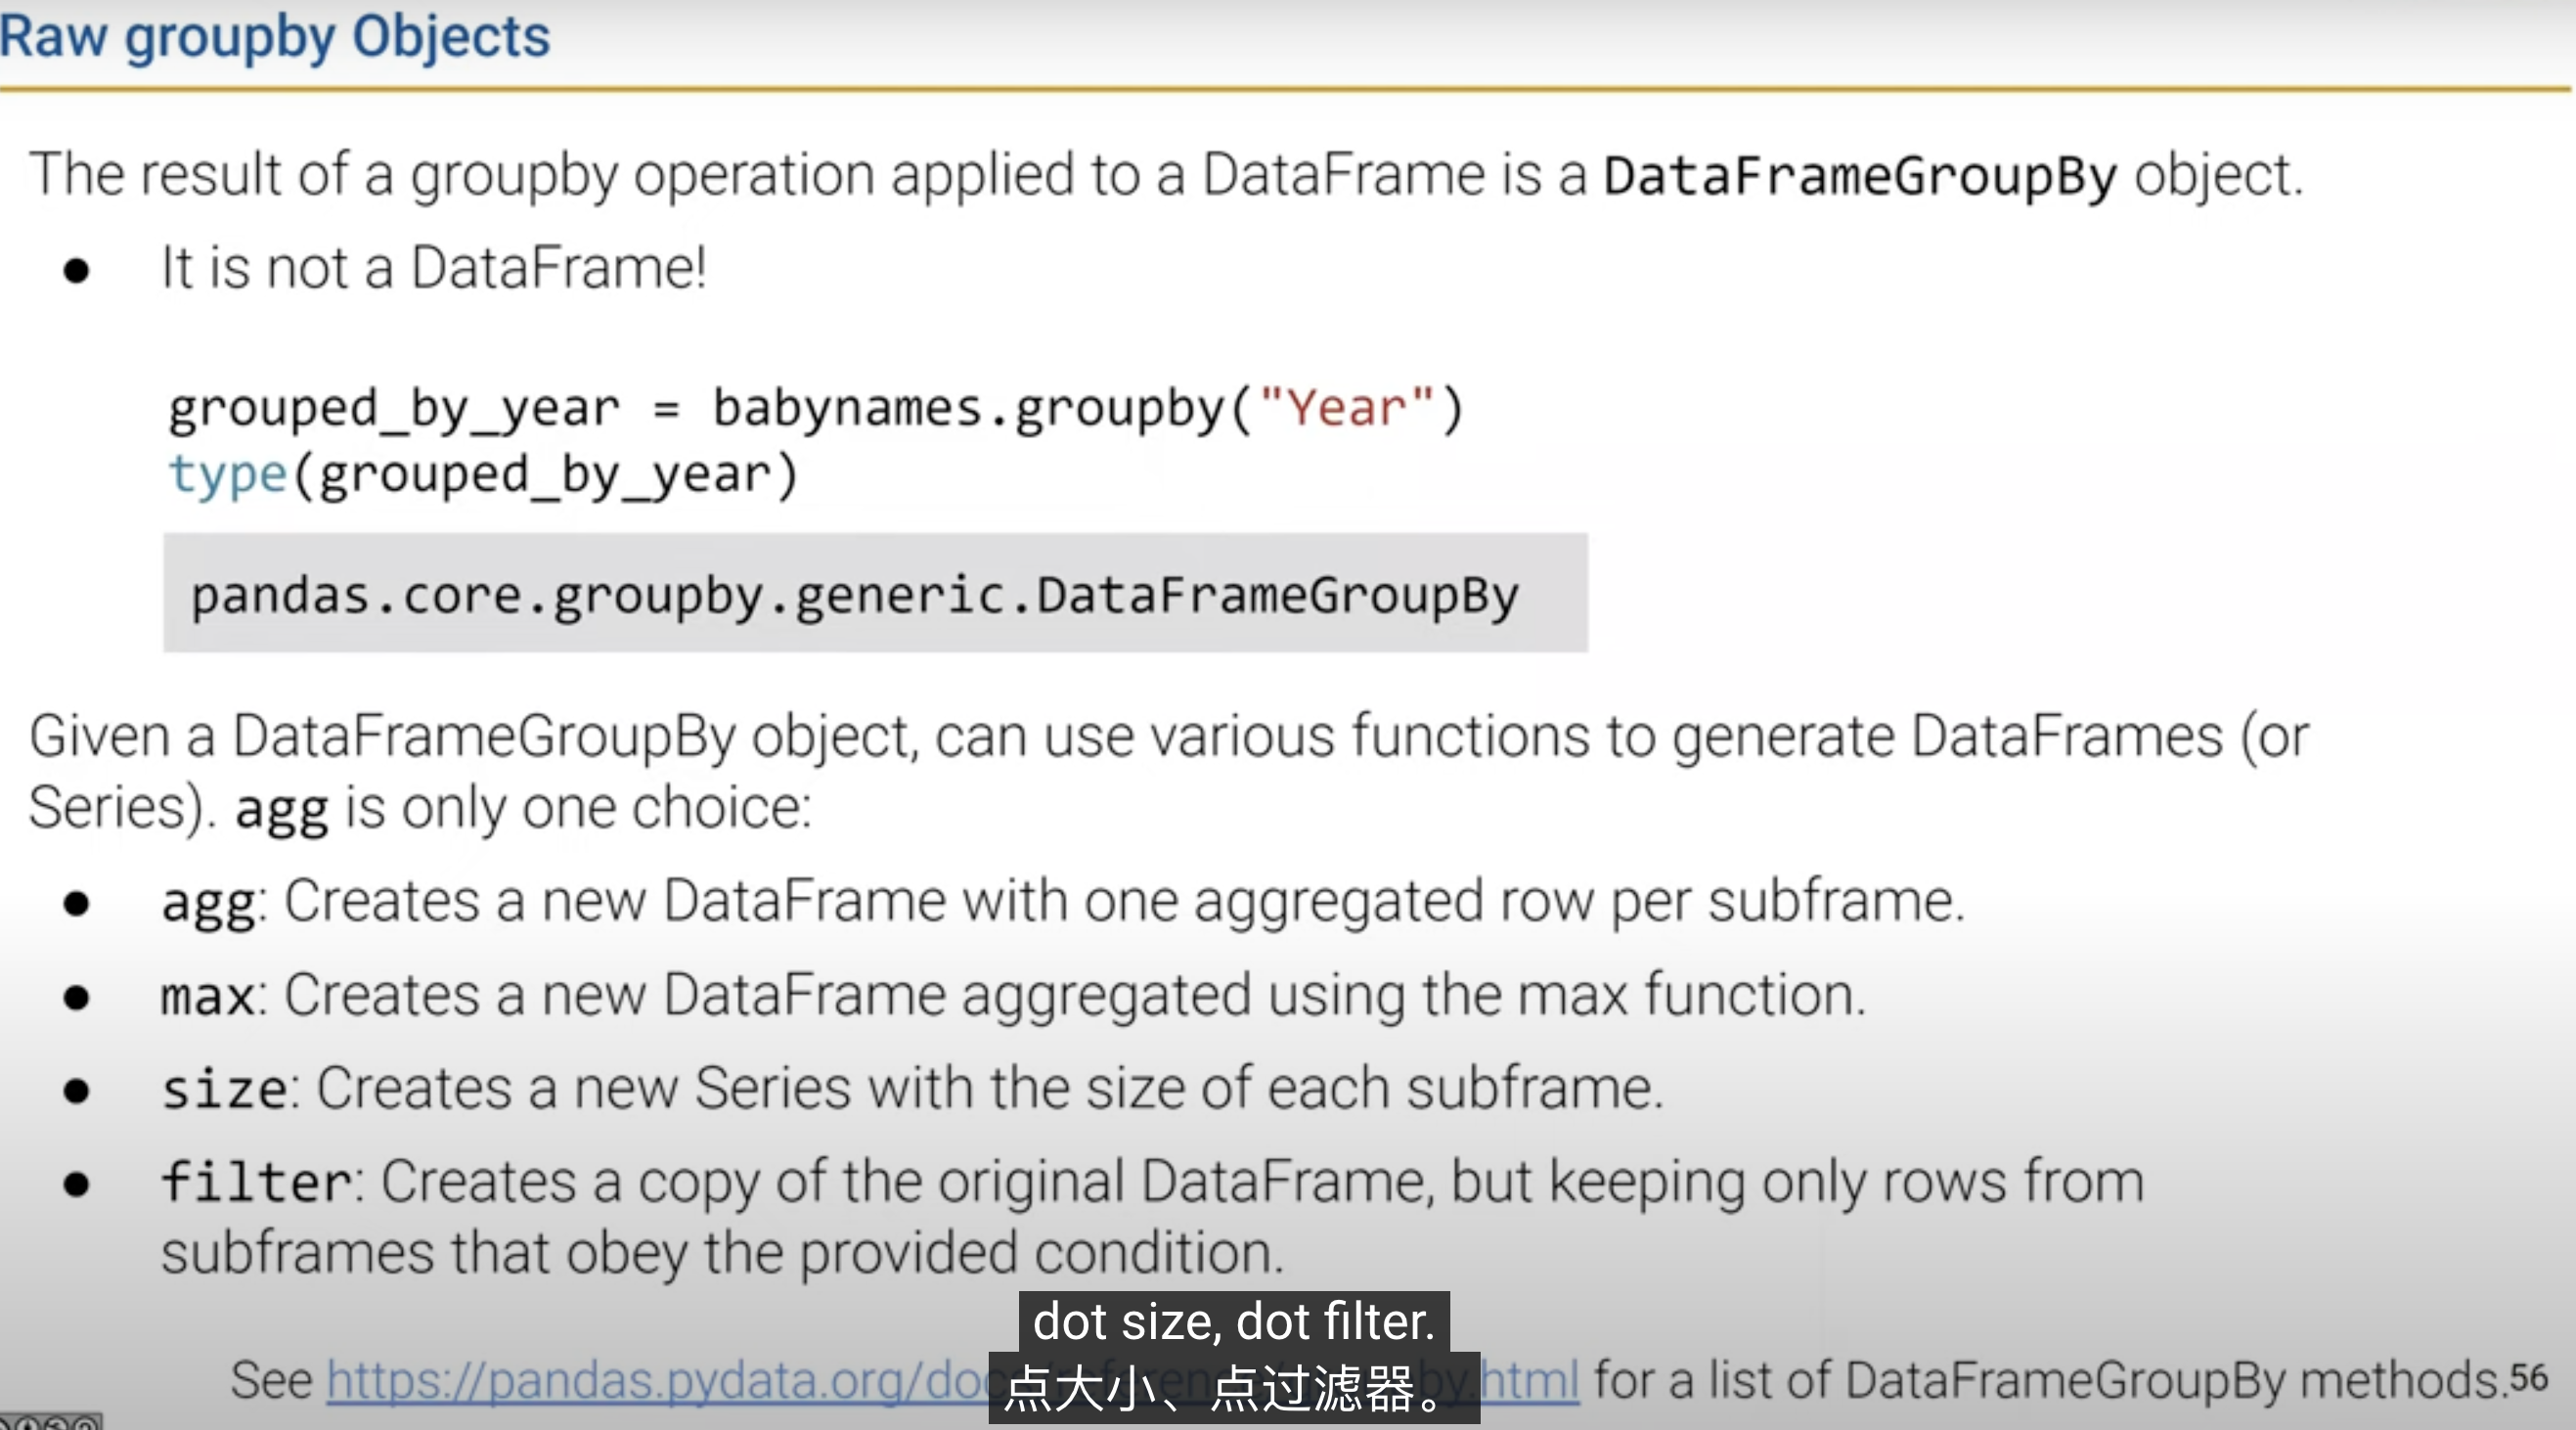 Raw groupby Objects
The result of a groupby operation applied to a DataFrame is a DataFrameGroupBy object.
● It is not a DataFrame!
grouped_by_year = babynames.groupby("Year")
type(grouped_by_year)
pandas.core.groupby.generic.DataFrameGroupBy
Given a DataFrameGroupBy object, can use various functions to generate DataFrames (or
Series). agg is only one choice:
● agg: Creates a new DataFrame with one aggregated row per subframe.
● max: Creates a new DataFrame aggregated using the max function.
● size: Creates a new Series with the size of each subframe.
● filter: Creates a copy of the original DataFrame, but keeping only rows from
subframes that obey the provided condition.
dot size, dot filter.
点大小、点过滤器。
See https://pandas.pydata.org/doc html for a list of DataFrameGroupBy methods.56